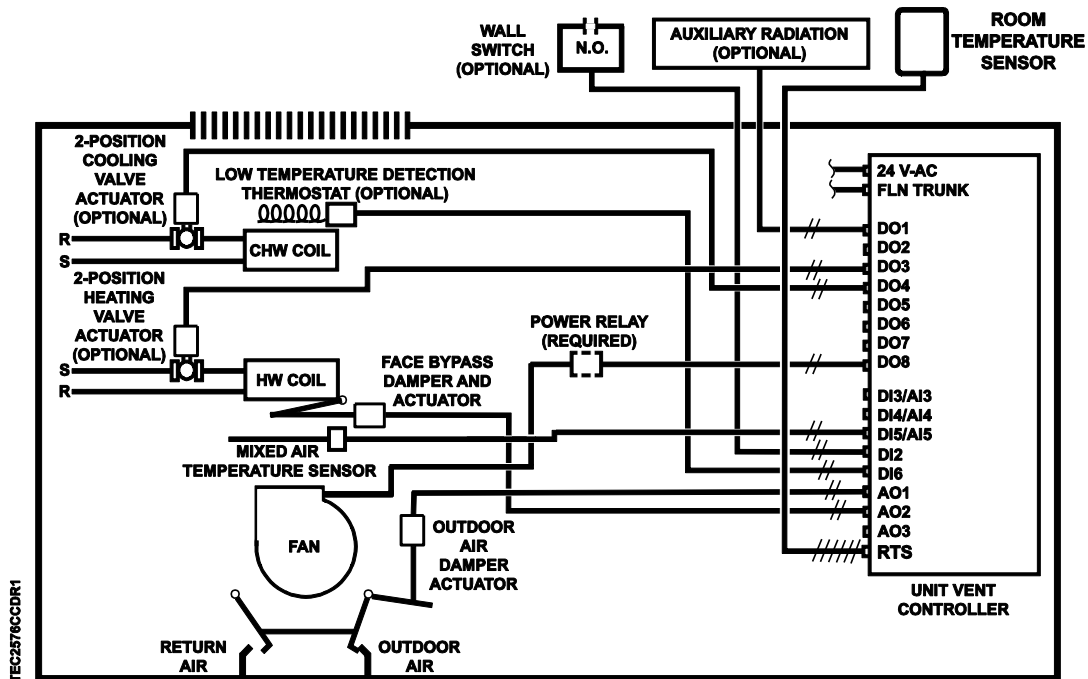 WALL
SWITCH
(OPTIONAL)
N.O.
AUXILIARY RADIATION
(OPTIONAL)
ROOM
TEMPERATURE
SENSOR
2-POSITION
COOLING
VALVE
ACTUATOR
(OPTIONAL)
LOW TEMPERATURE DETECTION
THERMOSTAT (OPTIONAL)
R
S
CHW COIL
2-POSITION
HEATING
VALVE
ACTUATOR
(OPTIONAL)
S
R
HW COIL
POWER RELAY
(REQUIRED)
FACE BYPASS
DAMPER AND
ACTUATOR
MIXED AIR
TEMPERATURE SENSOR
FAN
OUTDOOR
AIR
DAMPER
ACTUATOR
RETURN
AIR
OUTDOOR
AIR
24 V-AC
FLN TRUNK
DO1
DO2
DO3
DO4
DO5
DO6
DO7
DO8
DI3/AI3
DI4/AI4
DI5/AI5
DI2
DI6
AO1
AO2
AO3
RTS
UNIT VENT
CONTROLLER
TEC2576CCDR1